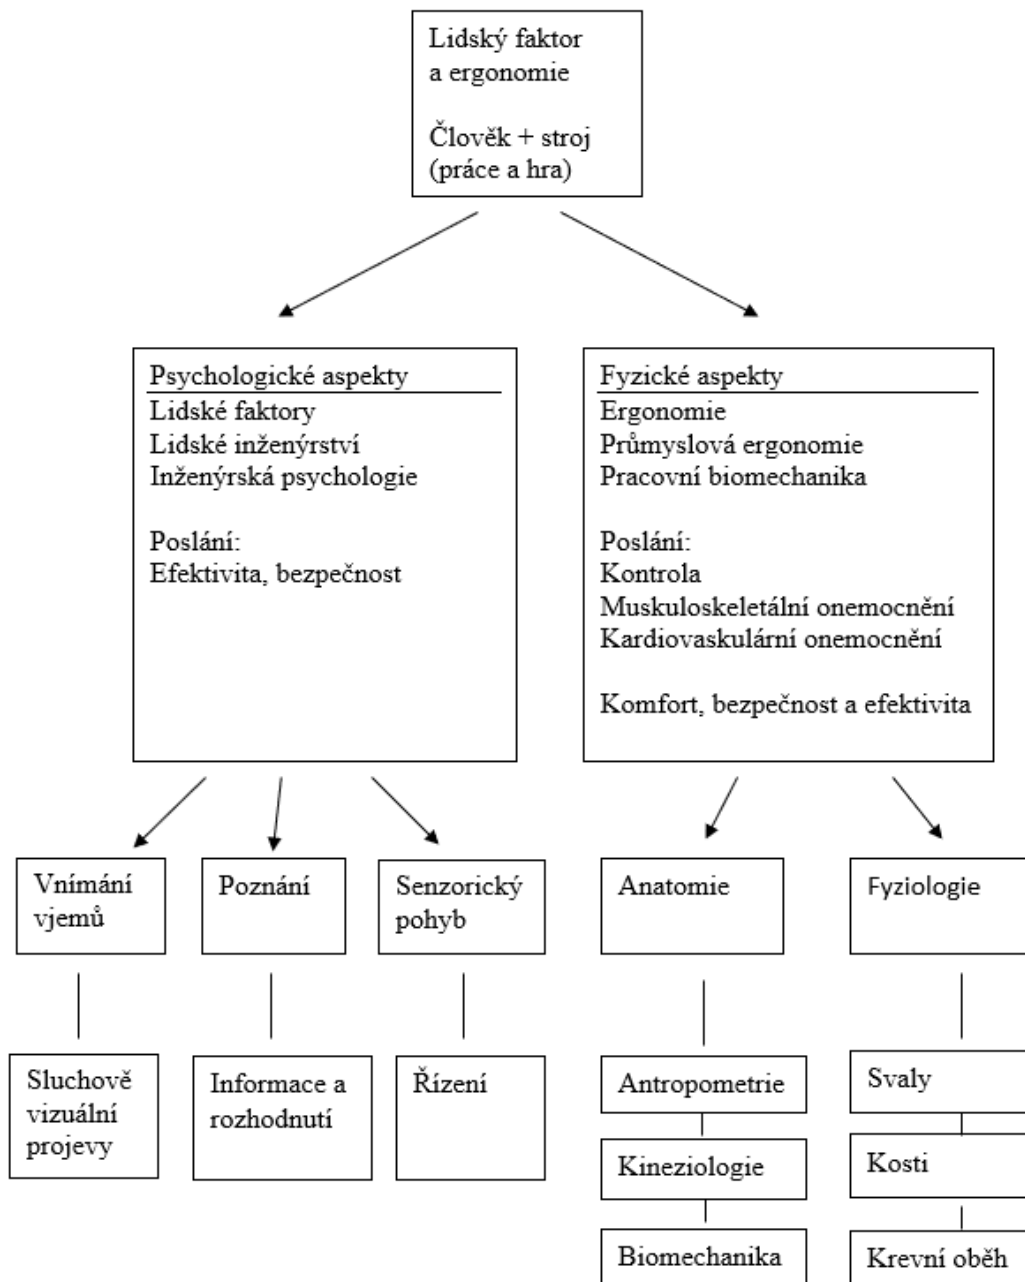 Lidský faktor
a ergonomie
Člověk + stroj
(práce a hra)
Psychologické aspekty
Lidské faktory
Lidské inženýrství
Inženýrská psychologie
Poslání:
Efektivita, bezpečnost
Fyzické aspekty
Ergonomie
Průmyslová ergonomie
Pracovní biomechanika
Poslání:
Kontrola
Muskuloskeletální onemocnění
Kardiovaskulární onemocnění
Komfort, bezpečnost a efektivita
Vnímání
vjemů
Poznání
Senzorický
pohyb
Anatomie
Fyziologie
Sluchově
vizuální
projevy
Informace a
rozhodnutí
Řízení
Antropometrie
Kineziologie
Biomechanika
Svaly
Kosti
Krevní oběh